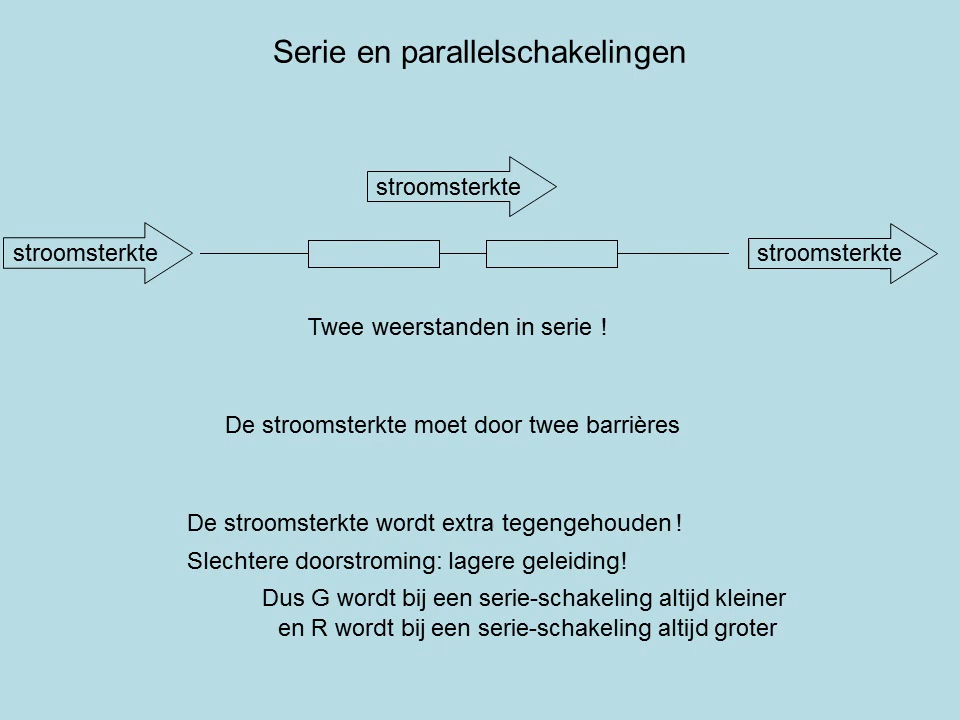 Serie en parallelschakelingen
stroomsterkte
stroomsterkte
stroomsterkte
Twee weerstanden in serie !
De stroomsterkte moet door twee barrières
De stroomsterkte wordt extra tegengehouden !
Slechtere doorstroming: lagere geleiding!
Dus G wordt bij een serie-schakeling altijd kleiner
en R wordt bij een serie-schakeling altijd groter